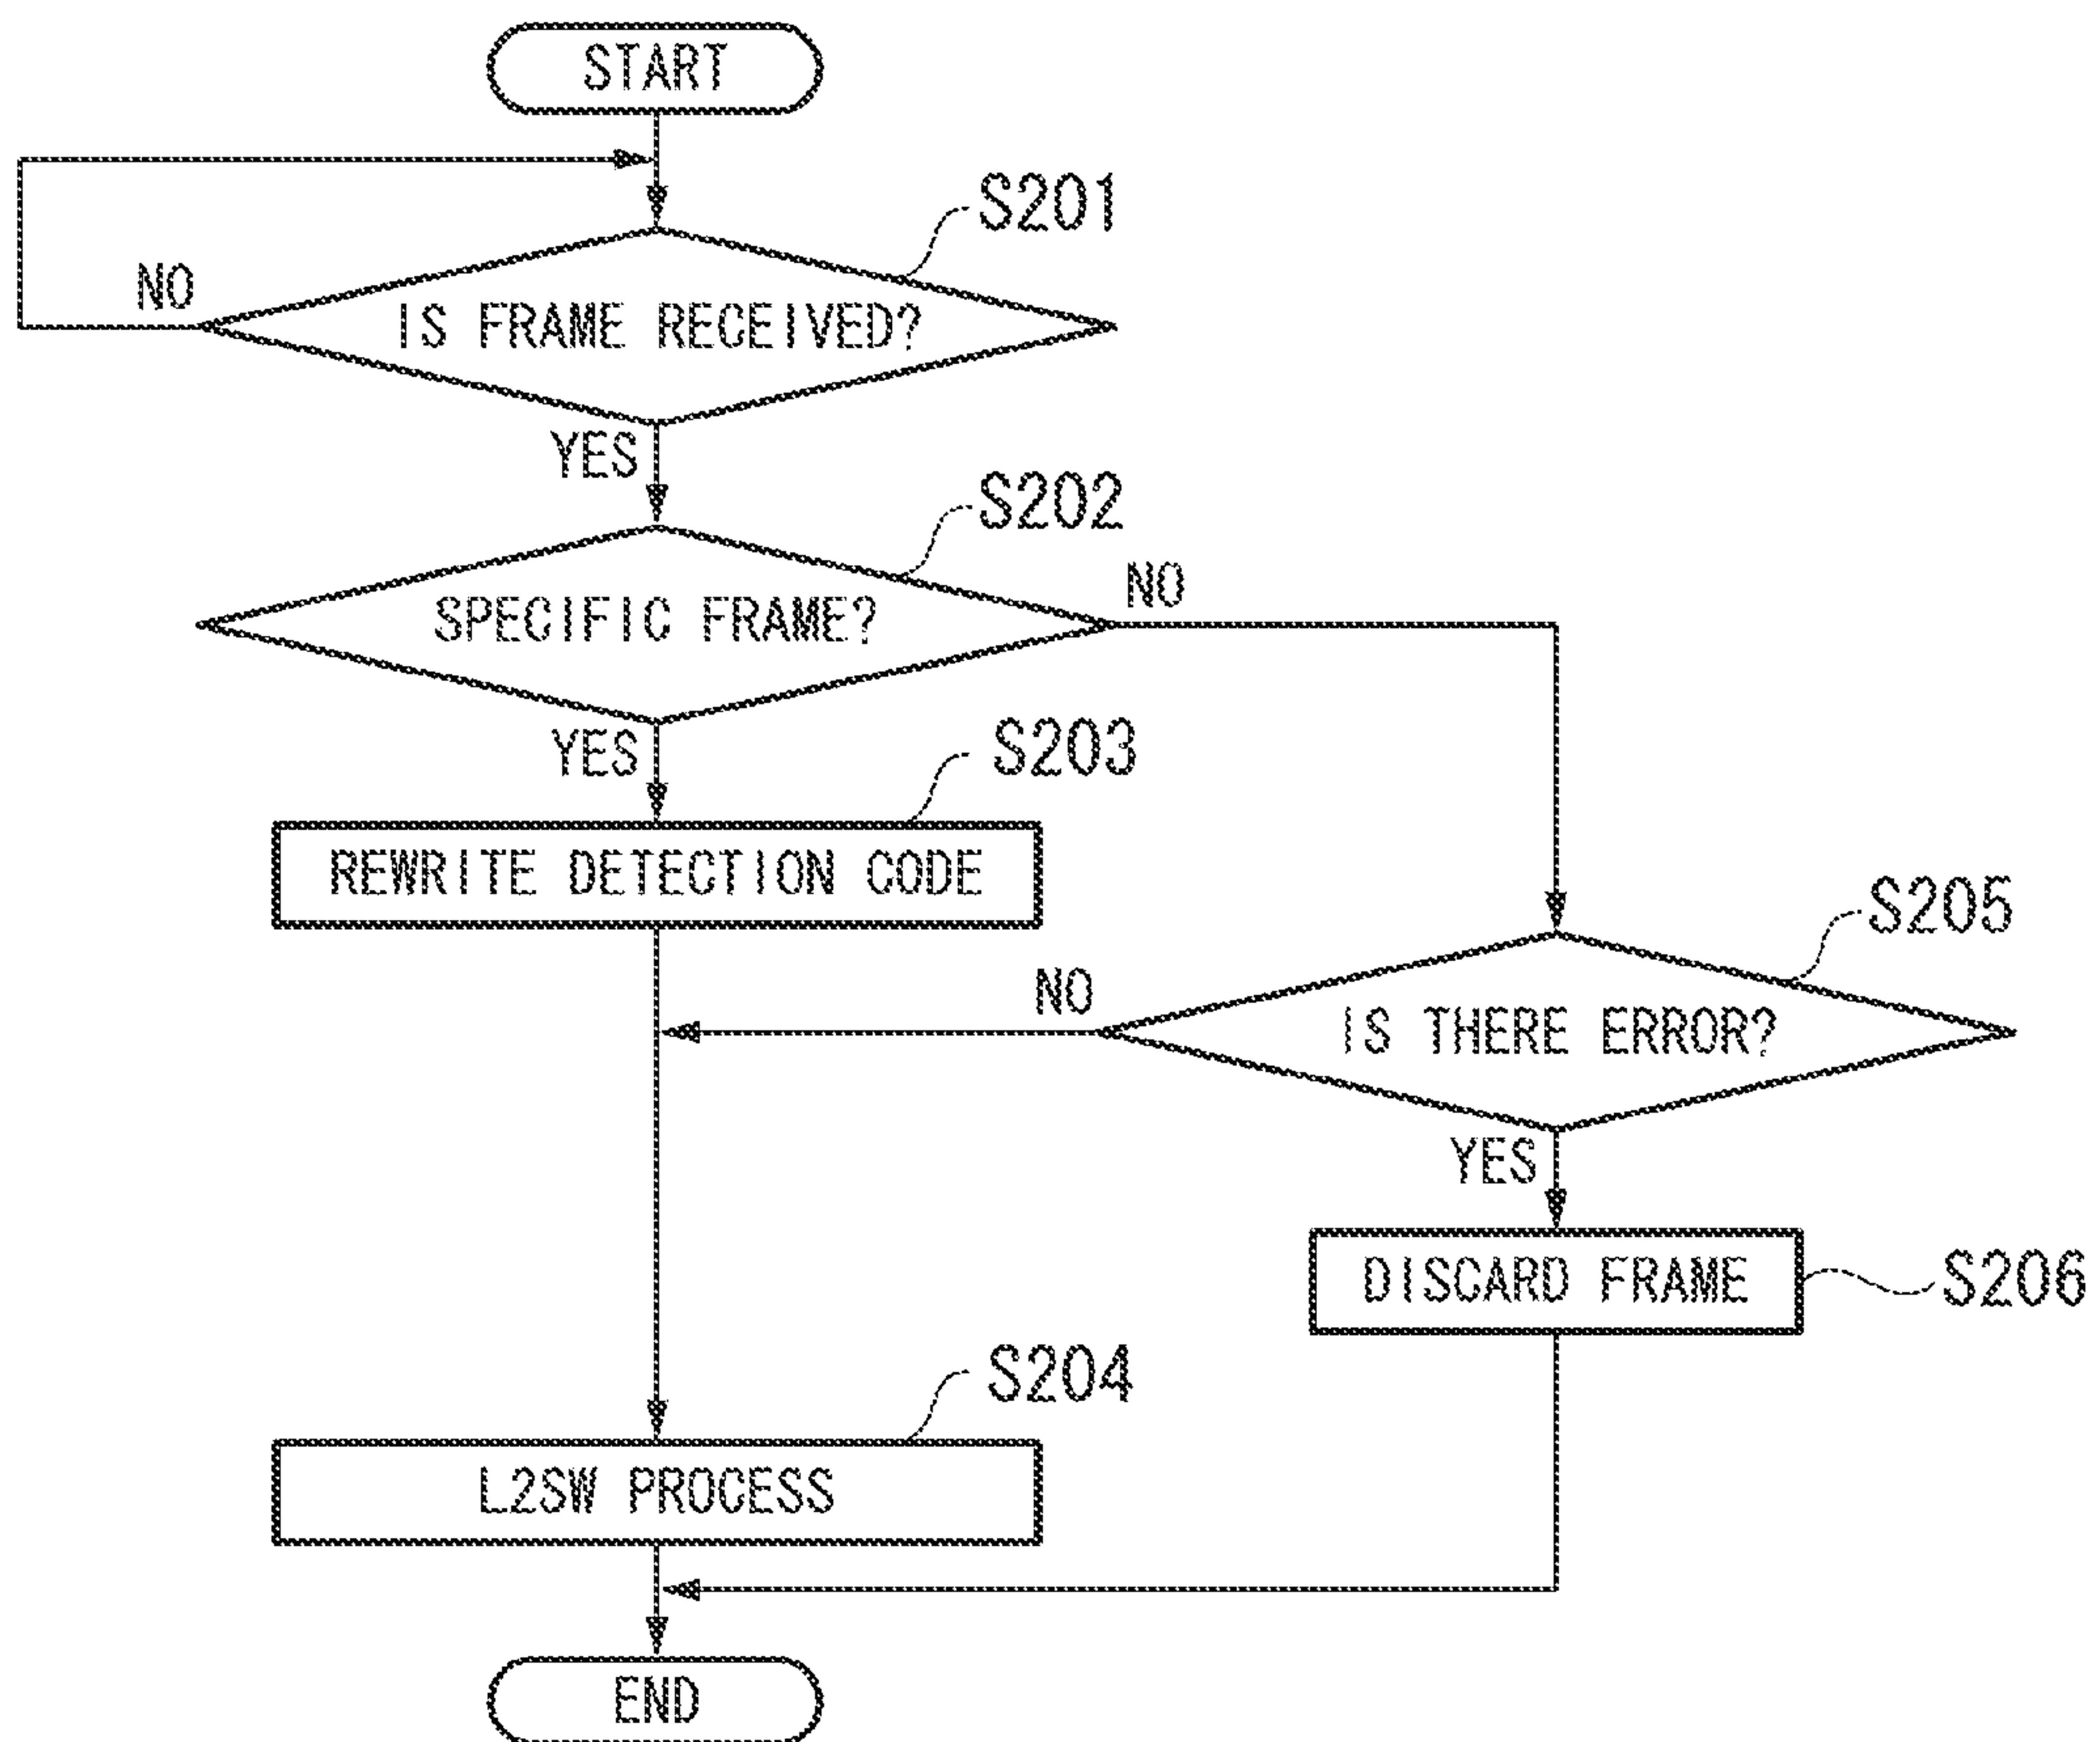 START
S201
NO
IS FRAME RECEIVED?
YES
S202
NO
SPECIFIC FRAME?
YES
S203
REWRITE DETECTION CODE
S205
NO
IS THERE ERROR?
YES
DISCARD FRAME
S206
S204
L2SW PROCESS
END